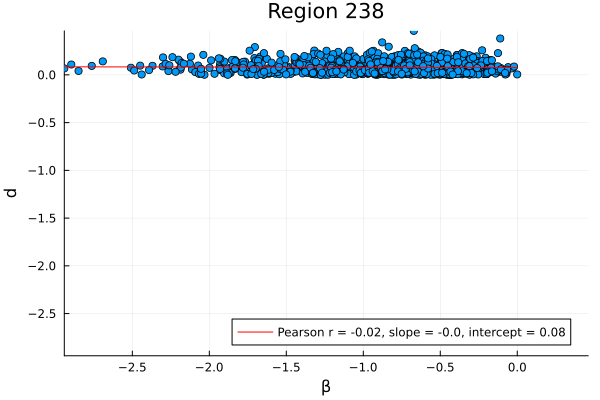 Region 238
d
0.0
−0.5
−1.0
−1.5
−2.0
−2.5
Pearson r = -0.02, slope = -0.0, intercept = 0.08
−2.5 −2.0 −1.5 −1.0 −0.5 0.0
β